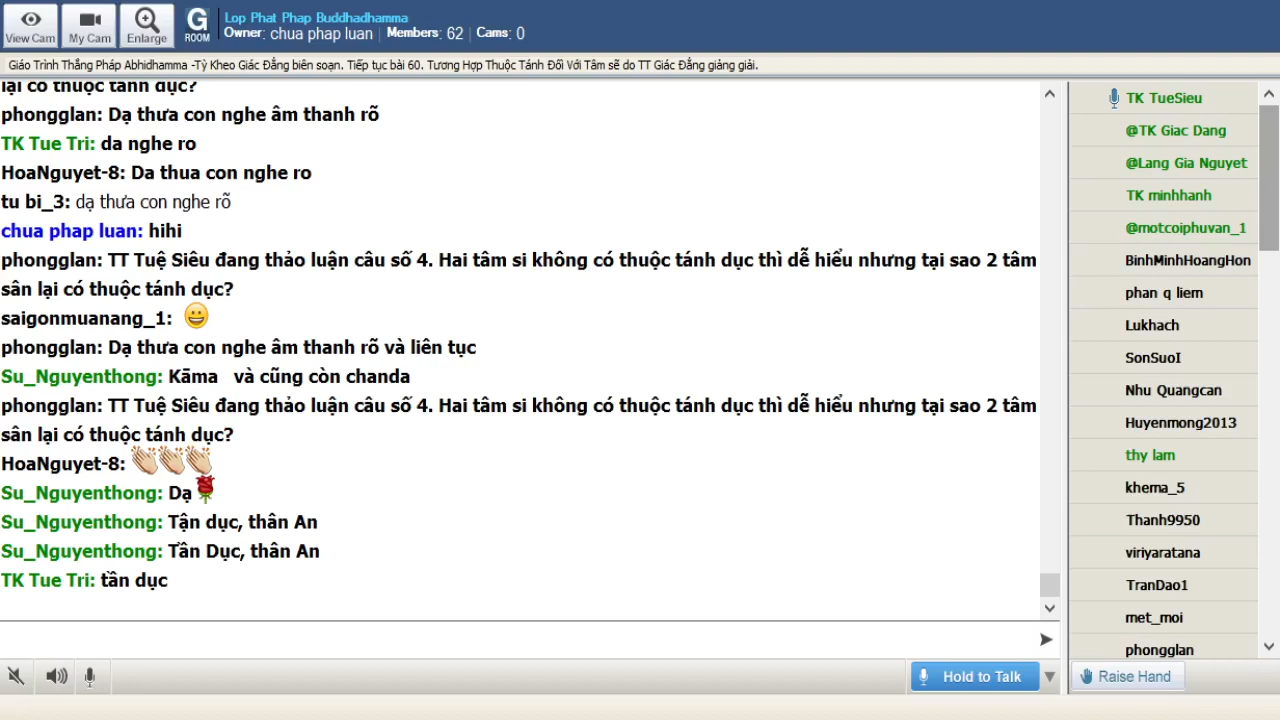 View Cam
My Cam
Enlarge
G
ROOM
Lop Phat Phap Buddhadhamma
Owner: chua phap luan | Members: 62 | Cams: 0
Giáo Trình Thắng Pháp Abhidhamma -Tỳ Kheo Giác Đẳng biên soạn. Tiếp tục bài 60. Tương Hợp Thuộc Tánh Đối Với Tâm sẽ do TT Giác Đẳng giảng giải.
lại có thuộc tánh dục?
phongglan: Dạ thưa con nghe âm thanh rõ
TK Tue Tri: da nghe ro
HoaNguyet-8: Da thua con nghe ro
tu bi_3: dạ thưa con nghe rõ
chua phap luan: hihi
phongglan: TT Tuệ Siêu đang thảo luận câu số 4. Hai tâm si không có thuộc tánh dục thì dễ hiểu nhưng tại sao 2 tâm
sân lại có thuộc tánh dục?
saigonmuanang_1:
phongglan: Dạ thưa con nghe âm thanh rõ và liên tục
Su_Nguyenthong: Kāma và cũng còn chanda
phongglan: TT Tuệ Siêu đang thảo luận câu số 4. Hai tâm si không có thuộc tánh dục thì dễ hiểu nhưng tại sao 2 tâm
sân lại có thuộc tánh dục?
HoaNguyet-8:
Su_Nguyenthong: Dạ
Su_Nguyenthong: Tận dục, thân An
Su_Nguyenthong: Tần Dục, thân An
TK Tue Tri: tần dục
Hold to Talk
TK TueSieu
@TK Giac Dang
@Lang Gia Nguyet
TK minhhanh
@motcoiphuvan_1
BinhMinhHoangHon
phan q liem
Lukhach
SonSuoI
Nhu Quangcan
Huyenmong2013
thy lam
khema_5
Thanh9950
viriyaratana
TranDao1
met_moi
phongglan
Raise Hand